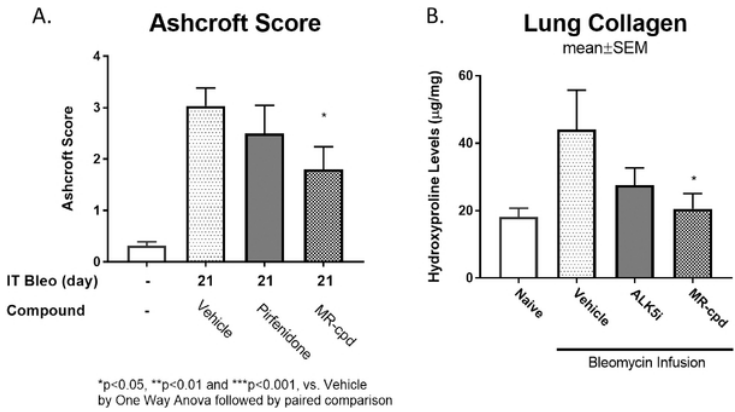 A.
Ashcroft Score
Ashcroft Score
4
3
2
1
0
*
IT Bleo (day) - 21 21 21
Compound - Vehicle Pirfenidone MR-cpd
*p<0.05, **p<0.01 and ***p<0.001, vs. Vehicle
by One Way Anova followed by paired comparison
B.
Lung Collagen
mean±SEM
Hydroxyproline Levels (µg/mg)
60
40
20
0
*
Naive Vehicle ALK5i MR-cpd
Bleomycin Infusion